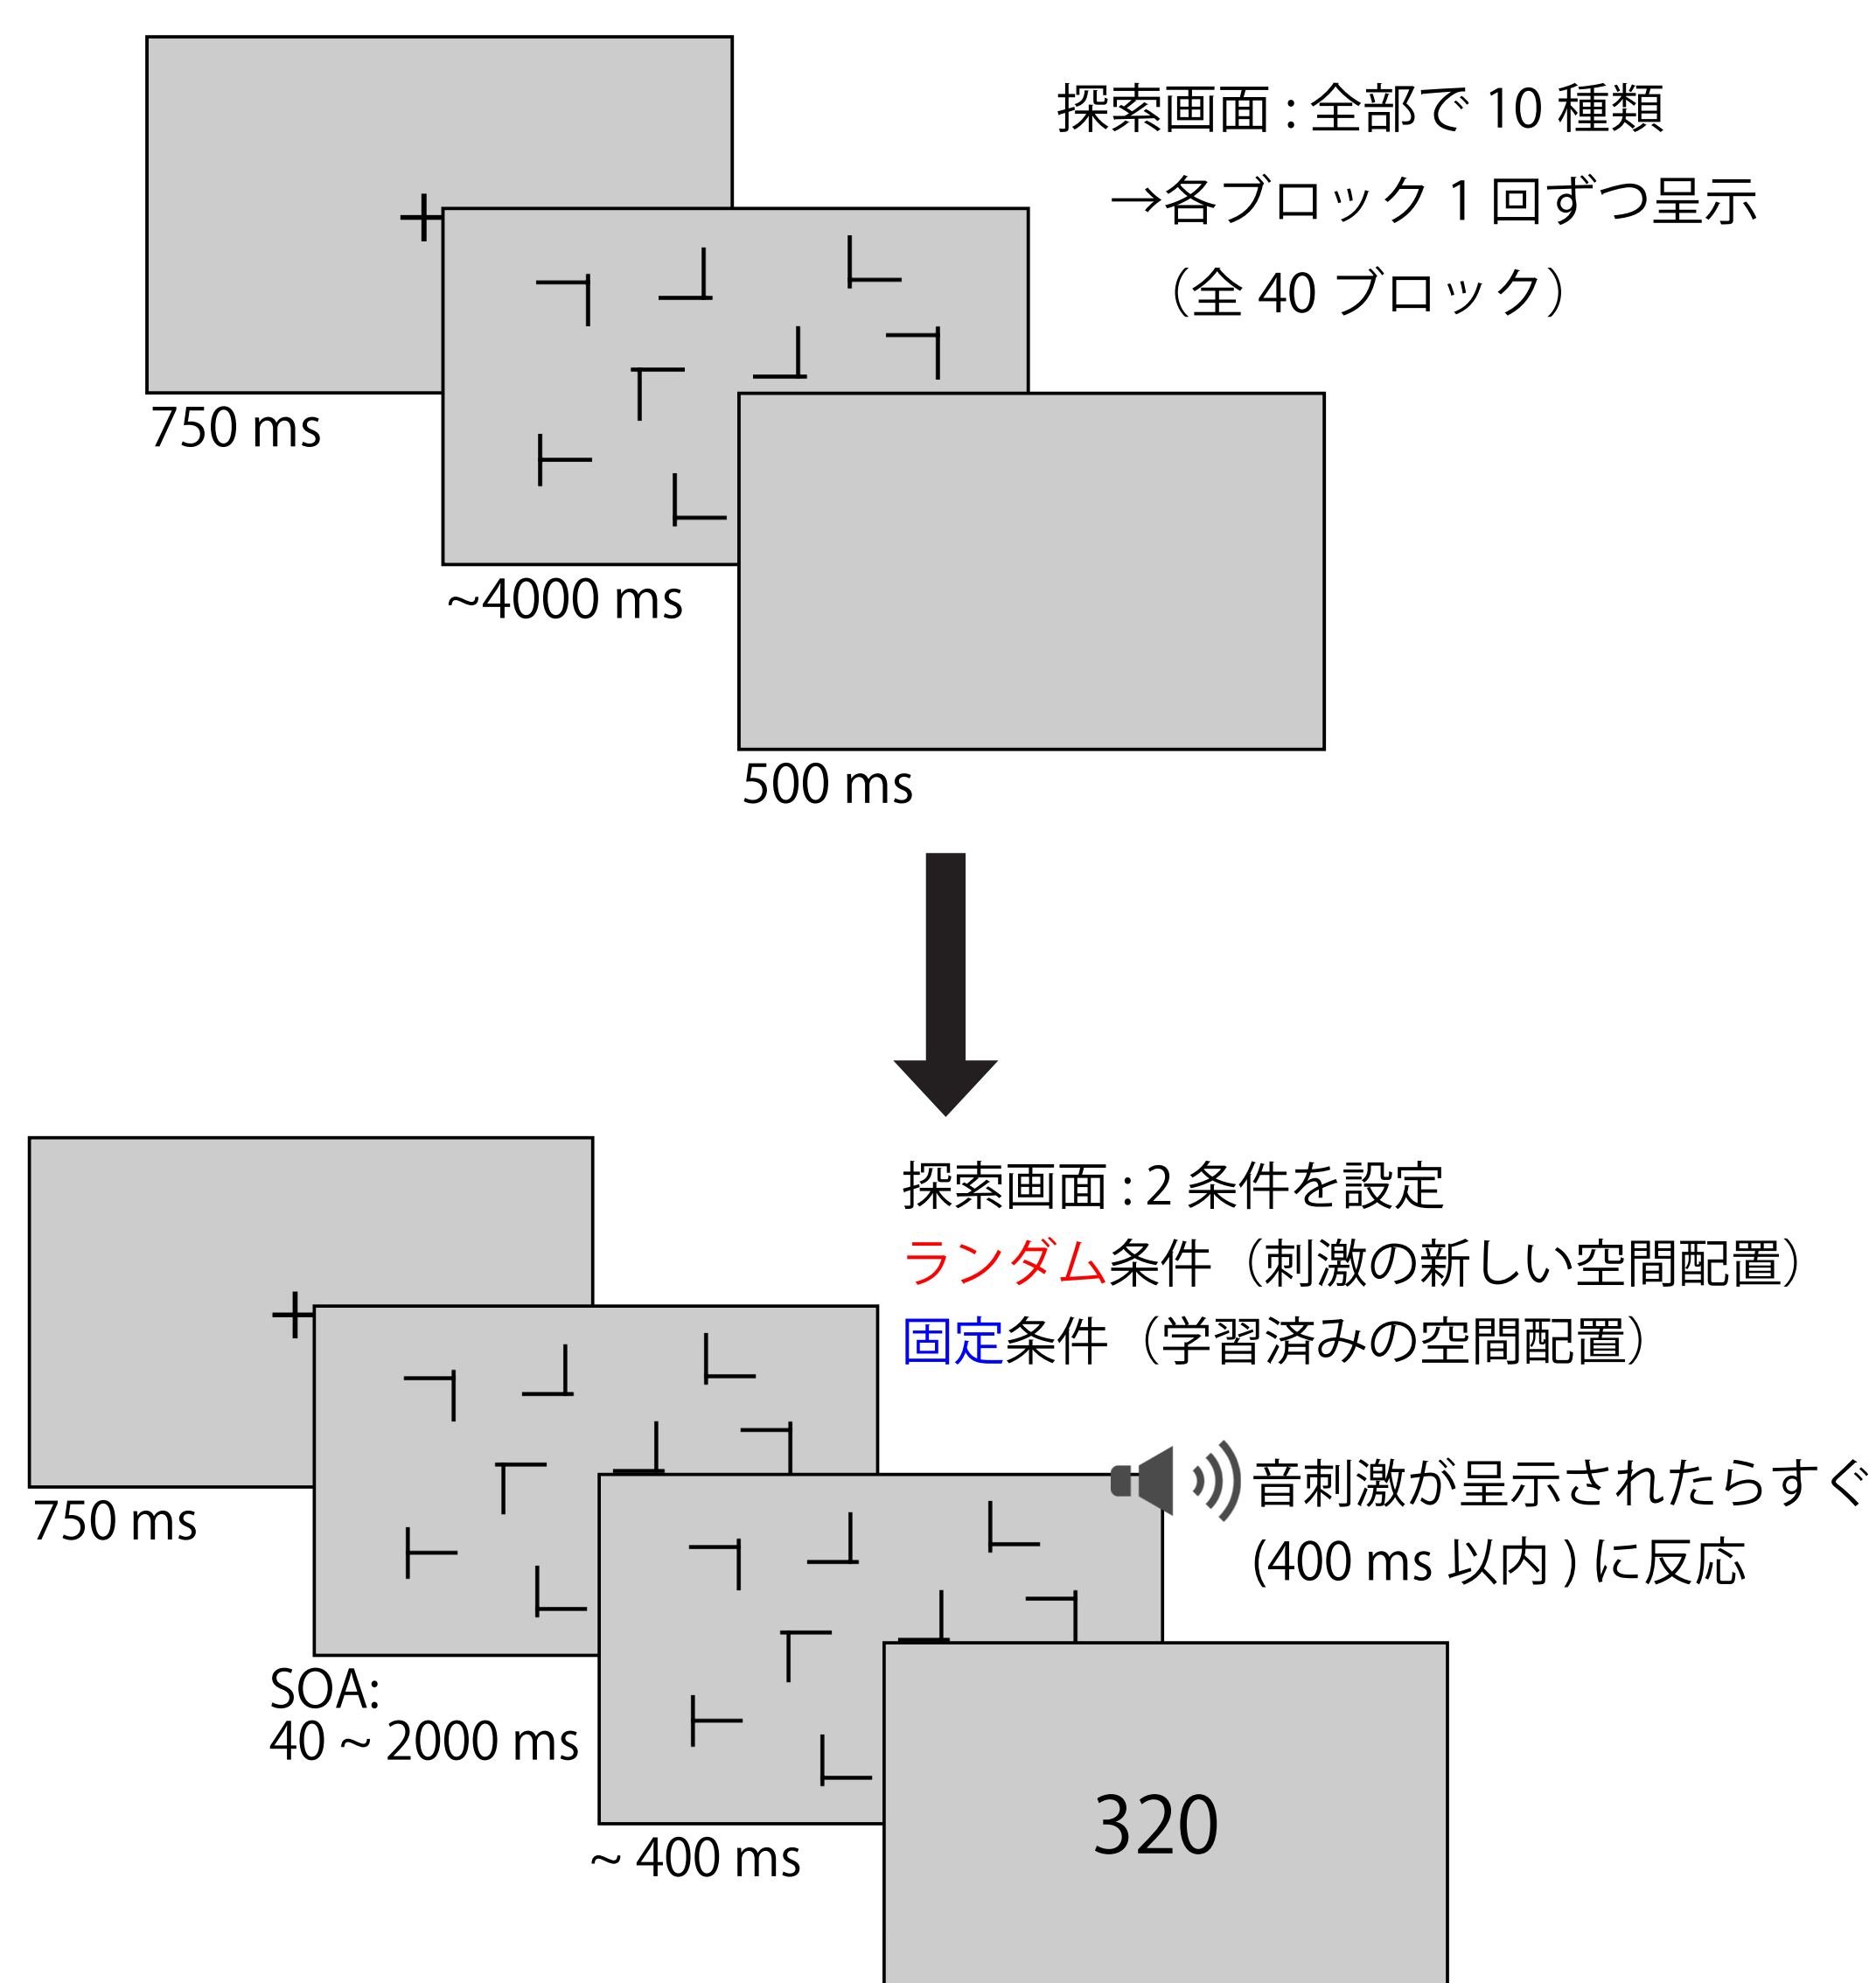 探索画面 : 全部で 10 種類
→各ブロック 1 回ずつ呈示
（全 40 ブロック）
750 ms
~4000 ms
500 ms
探索画面 : 2 条件を設定
ランダム条件（刺激の新しい空間配置）
固定条件（学習済みの空間配置）
音刺激が呈示されたらすぐ
(400 ms 以内 ) に反応
750 ms
SOA:
40 ~ 2000 ms
~ 400 ms
320